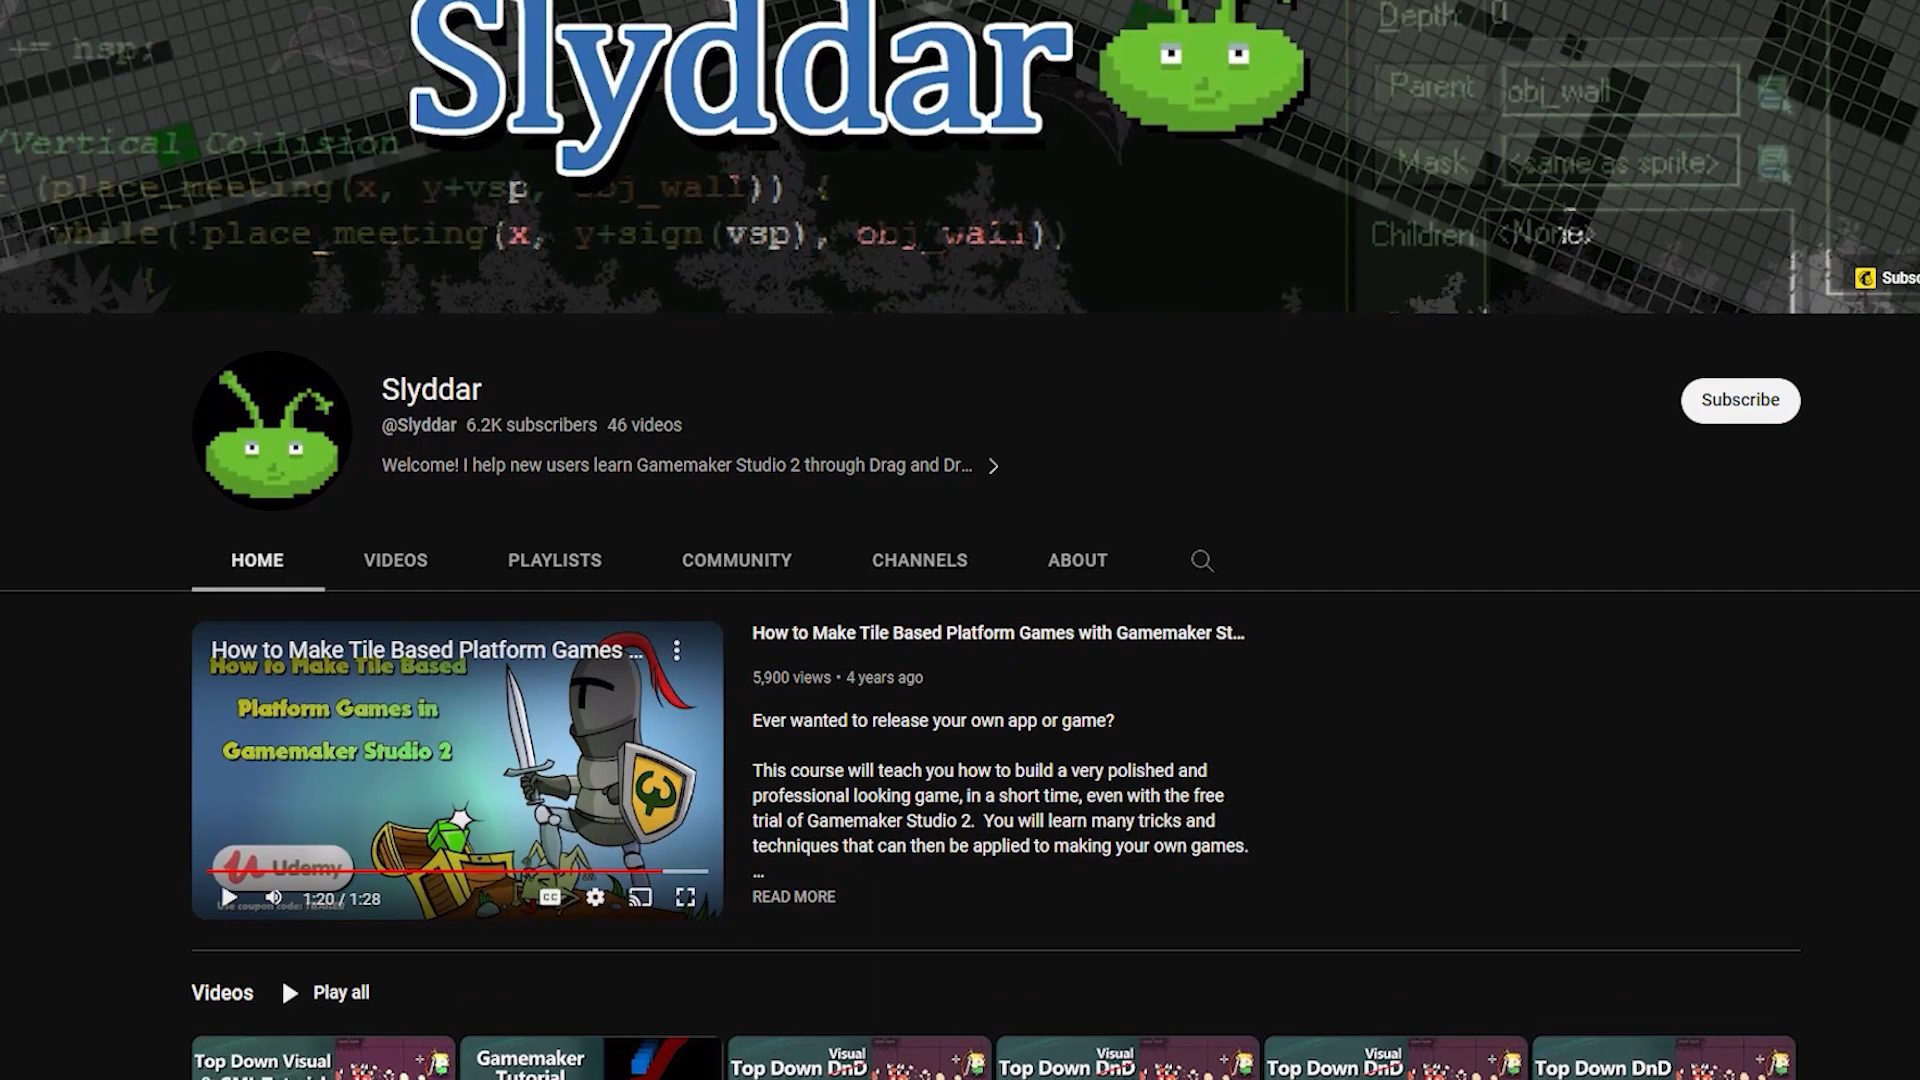 Slyddar
+= hsp;
Depth: 0
Parent obj_wall
/Vertical Collision
Mask <same as sprite>
(place_meeting(x, y+vsp, obj_wall)) {
while(!place_meeting(x, y+sign(vsp), obj_wall))
{
Children <None>
Subsc
Slyddar
@Slyddar 6.2K subscribers 46 videos
Subscribe
Welcome! I help new users learn Gamemaker Studio 2 through Drag and Dr...
HOME VIDEOS PLAYLISTS COMMUNITY CHANNELS ABOUT
How to Make Tile Based Platform Games ...
How to Make Tile Based
Platform Games in
Gamemaker Studio 2
Udemy
1:20 / 1:28
CC
How to Make Tile Based Platform Games with Gamemaker St...
5,900 views • 4 years ago
Ever wanted to release your own app or game?
This course will teach you how to build a very polished and
professional looking game, in a short time, even with the free
trial of Gamemaker Studio 2. You will learn many tricks and
techniques that can then be applied to making your own games.
...
READ MORE
Videos Play all
Top Down Visual
Gamemaker
Tutorial
Visual
Top Down DnD
Visual
Top Down DnD
Visual
Top Down DnD
Top Down DnD